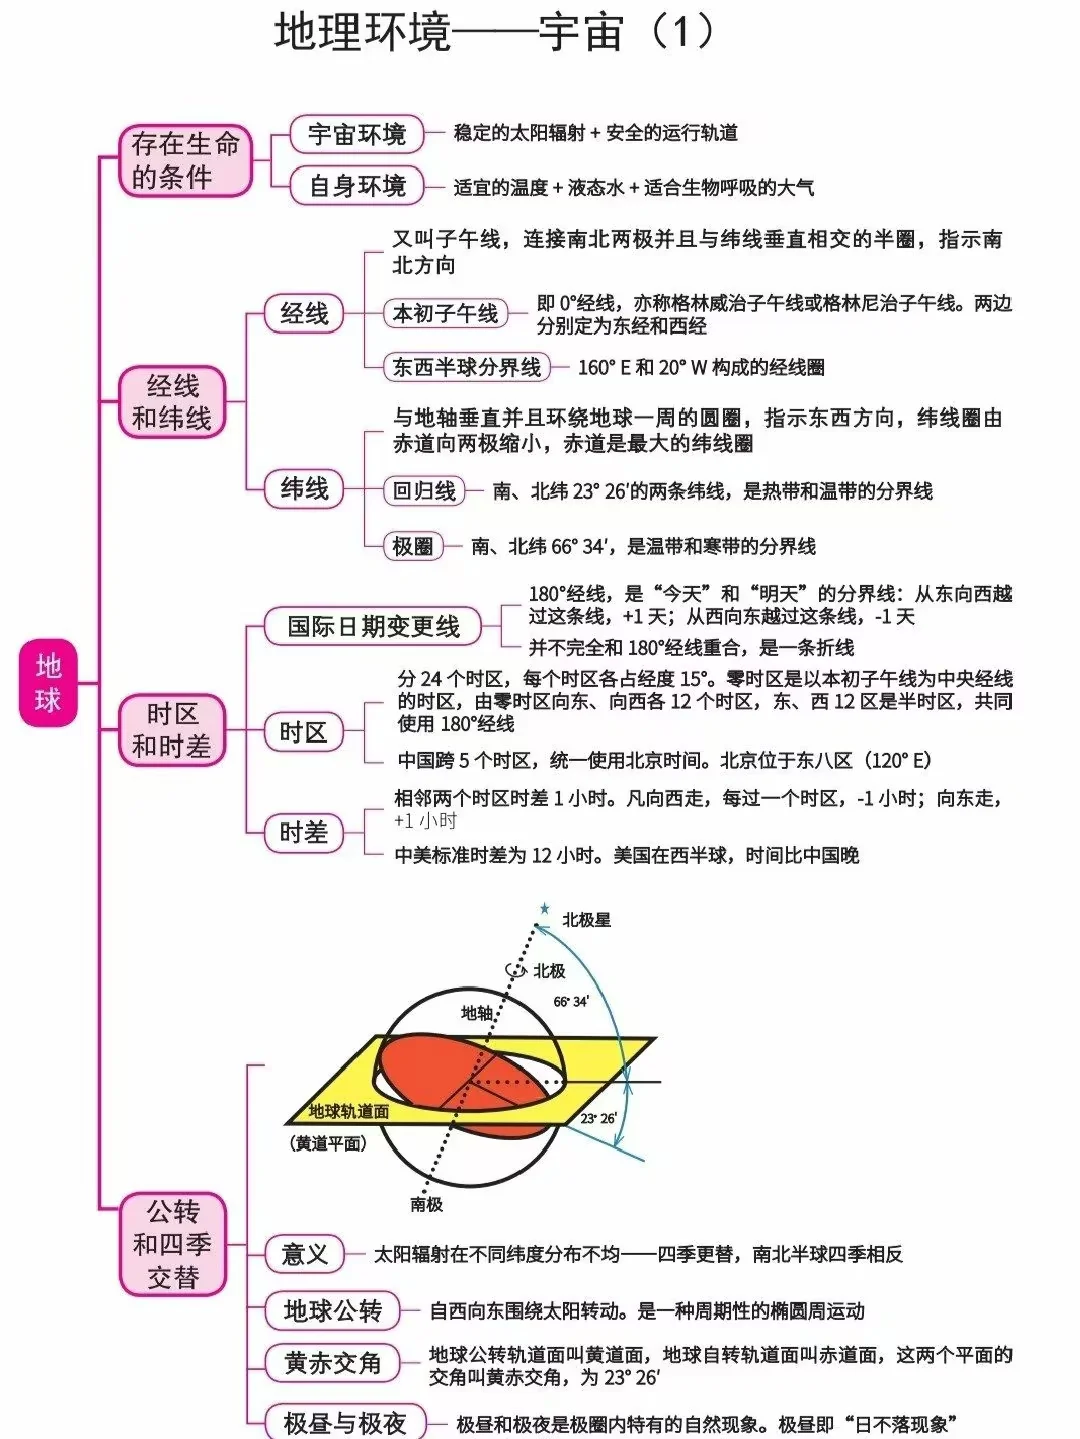 地理环境——宇宙（1）
存在生命
的条件
宇宙环境
稳定的太阳辐射 + 安全的运行轨道
自身环境
适宜的温度 + 液态水 + 适合生物呼吸的大气
又叫子午线，连接南北两极并且与纬线垂直相交的半圈，指示南
北方向
经线
本初子午线
即 0°经线，亦称格林威治子午线或格林尼治子午线。两边
分别定为东经和西经
东西半球分界线
160° E 和 20° W 构成的经线圈
经线
和纬线
与地轴垂直并且环绕地球一周的圆圈，指示东西方向，纬线圈由
赤道向两极缩小，赤道是最大的纬线圈
纬线
回归线
南、北纬 23° 26′的两条纬线，是热带和温带的分界线
极圈
南、北纬 66° 34′，是温带和寒带的分界线
国际日期变更线
180°经线，是“今天”和“明天”的分界线：从东向西越
过这条线，+1 天；从西向东越过这条线，-1 天
并不完全和 180°经线重合，是一条折线
地
球
时区
和时差
时区
分 24 个时区，每个时区各占经度 15°。零时区是以本初子午线为中央经线
的时区，由零时区向东、向西各 12 个时区，东、西 12 区是半时区，共同
使用 180°经线
中国跨 5 个时区，统一使用北京时间。北京位于东八区（120° E）
时差
相邻两个时区时差 1 小时。凡向西走，每过一个时区，-1 小时；向东走，
+1 小时
中美标准时差为 12 小时。美国在西半球，时间比中国晚
北极星
北极
66° 34′
地轴
地球轨道面
23° 26′
（黄道平面）
南极
公转
和四季
交替
意义
太阳辐射在不同纬度分布不均——四季更替，南北半球四季相反
地球公转
自西向东围绕太阳转动。是一种周期性的椭圆周运动
黄赤交角
地球公转轨道面叫黄道面，地球自转轨道面叫赤道面，这两个平面的
交角叫黄赤交角，为 23° 26′
极昼与极夜
极昼和极夜是极圈内特有的自然现象。极昼即“日不落现象”